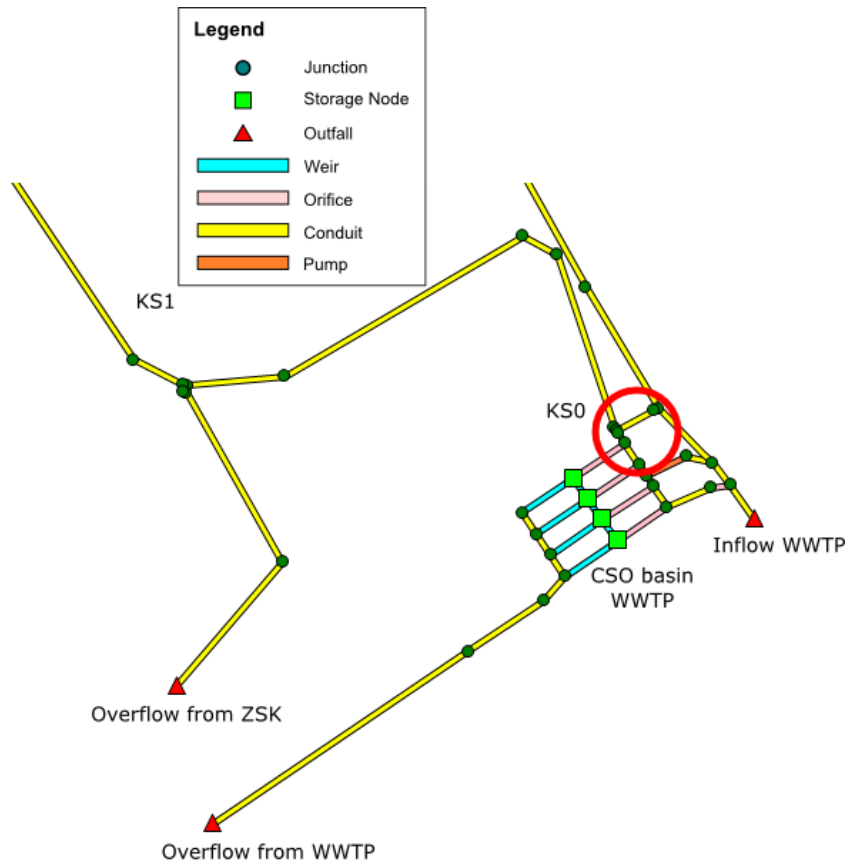 Legend
Junction
Storage Node
Outfall
Weir
Orifice
Conduit
Pump
KS1
KS0
Inflow WWTP
CSO basin
WWTP
Overflow from ZSK
Overflow from WWTP